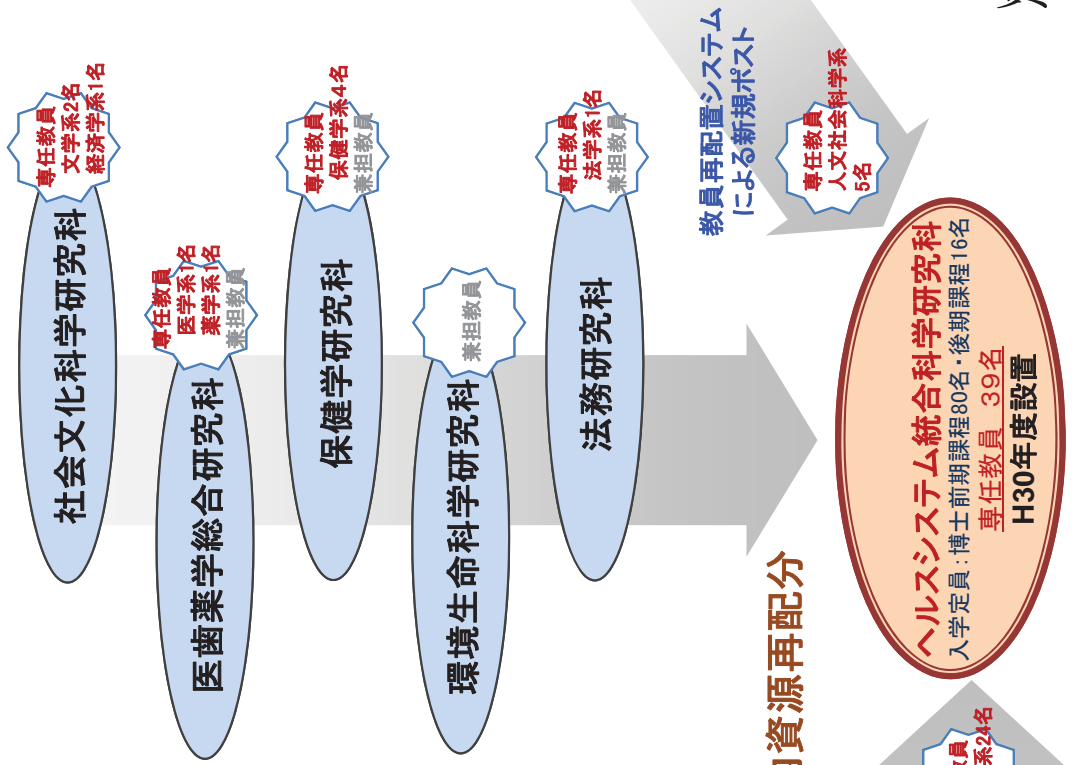 社会文化科学研究科
専任教員
文学系2名
経済学系1名
医歯薬学総合研究科
専任教員
医学系1名
薬学系1名
兼担教員
保健学研究科
専任教員
保健学系4名
兼担教員
環境生命科学研究科
兼担教員
法務研究科
専任教員
法学系1名
兼担教員
教員再配置システム
による新規ポスト
専任教員
人文社会科学系
5名
資源再配分
ヘルスシステム統合科学研究科
入学定員:博士前期課程80名・後期課程16名
専任教員 39名
H30年度設置
教員
系24名